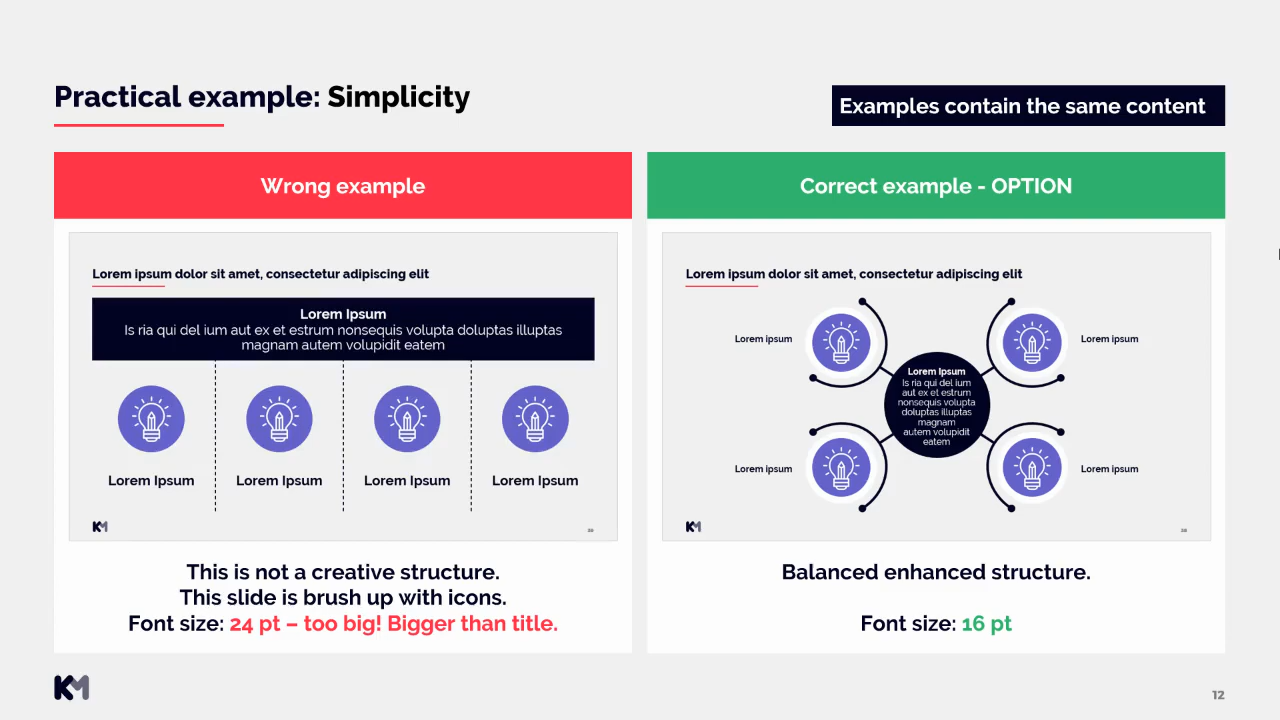 Practical example: Simplicity
Examples contain the same content
Wrong example
Lorem ipsum dolor sit amet, consectetur adipiscing elit
Lorem Ipsum
Is ria qui del ium aut ex et estrum nonsequis volupta doluptas illuptas
magnam autem volupidit eatem
Lorem Ipsum
Lorem Ipsum
Lorem Ipsum
Lorem Ipsum
KM
This is not a creative structure.
This slide is brush up with icons.
Font size: 24 pt – too big! Bigger than title.
Correct example - OPTION
Lorem ipsum dolor sit amet, consectetur adipiscing elit
Lorem ipsum
Lorem ipsum
Lorem Ipsum
Is ria qui del ium
aut ex et estrum
nonsequis volupta
doluptas illuptas
magnam
autem volupidit
eatem
Lorem ipsum
Lorem ipsum
KM
Balanced enhanced structure.
Font size: 16 pt
KM
12